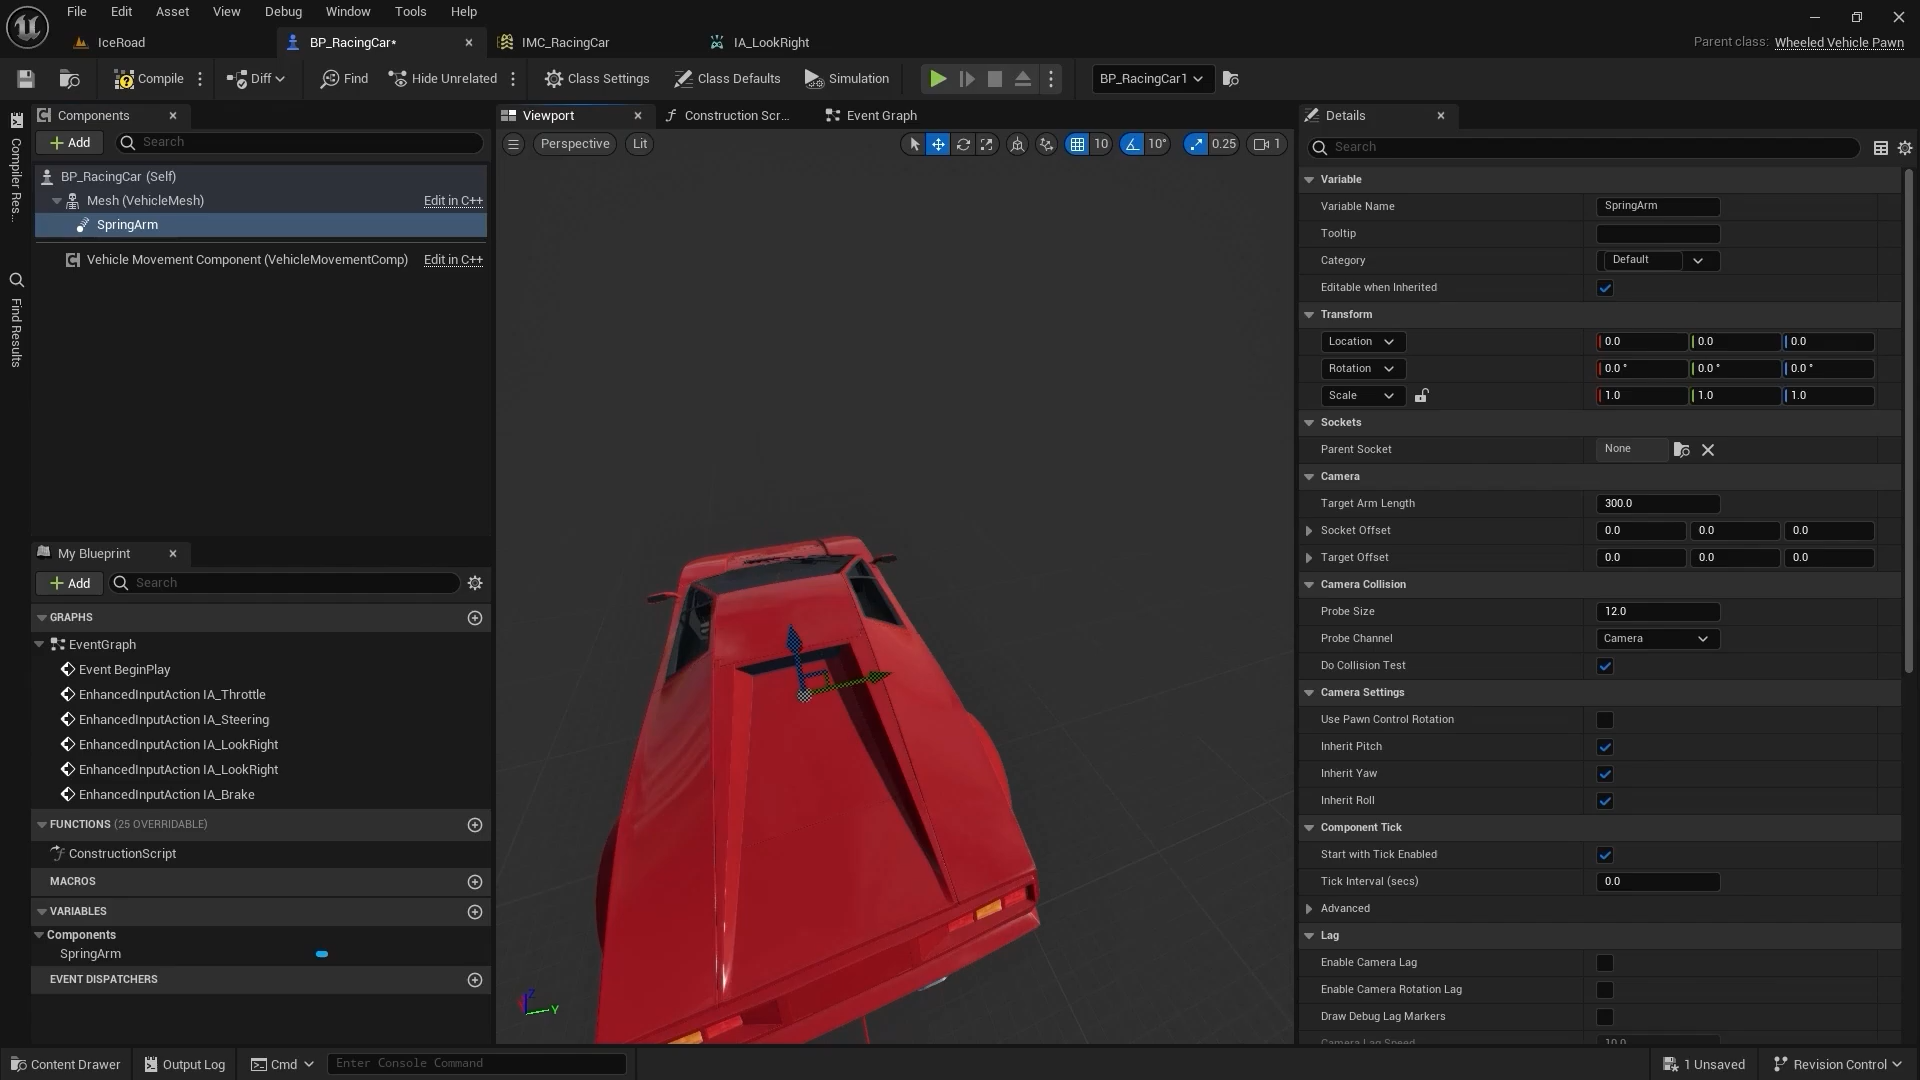 File Edit Asset View Debug Window Tools Help
IceRoad
BP_RacingCar*
IMC_RacingCar
IA_LookRight
Parent class: Wheeled Vehicle Pawn
Compile
Diff
Find
Hide Unrelated
Class Settings
Class Defaults
Simulation
BP_RacingCar1
Compiler Res...
Find Results
Components
Add
Search
BP_RacingCar (Self)
Mesh (VehicleMesh) Edit in C++
SpringArm
Vehicle Movement Component (VehicleMovementComp) Edit in C++
My Blueprint
Add
Search
GRAPHS
EventGraph
Event BeginPlay
EnhancedInputAction IA_Throttle
EnhancedInputAction IA_Steering
EnhancedInputAction IA_LookRight
EnhancedInputAction IA_LookRight
EnhancedInputAction IA_Brake
FUNCTIONS (25 OVERRIDABLE)
ConstructionScript
MACROS
VARIABLES
Components
SpringArm
EVENT DISPATCHERS
Viewport
Construction Scr...
Event Graph
Perspective
Lit
10
10°
0.25
1
Z
Y
Details
Search
Variable
Variable Name SpringArm
Tooltip
Category Default
Editable when Inherited
Transform
Location 0.0 0.0 0.0
Rotation 0.0 ° 0.0 ° 0.0 °
Scale 1.0 1.0 1.0
Sockets
Parent Socket None
Camera
Target Arm Length 300.0
Socket Offset 0.0 0.0 0.0
Target Offset 0.0 0.0 0.0
Camera Collision
Probe Size 12.0
Probe Channel Camera
Do Collision Test
Camera Settings
Use Pawn Control Rotation
Inherit Pitch
Inherit Yaw
Inherit Roll
Component Tick
Start with Tick Enabled
Tick Interval (secs) 0.0
Advanced
Lag
Enable Camera Lag
Enable Camera Rotation Lag
Draw Debug Lag Markers
Camera Lag Speed 10.0
Content Drawer
Output Log
Cmd
Enter Console Command
1 Unsaved
Revision Control